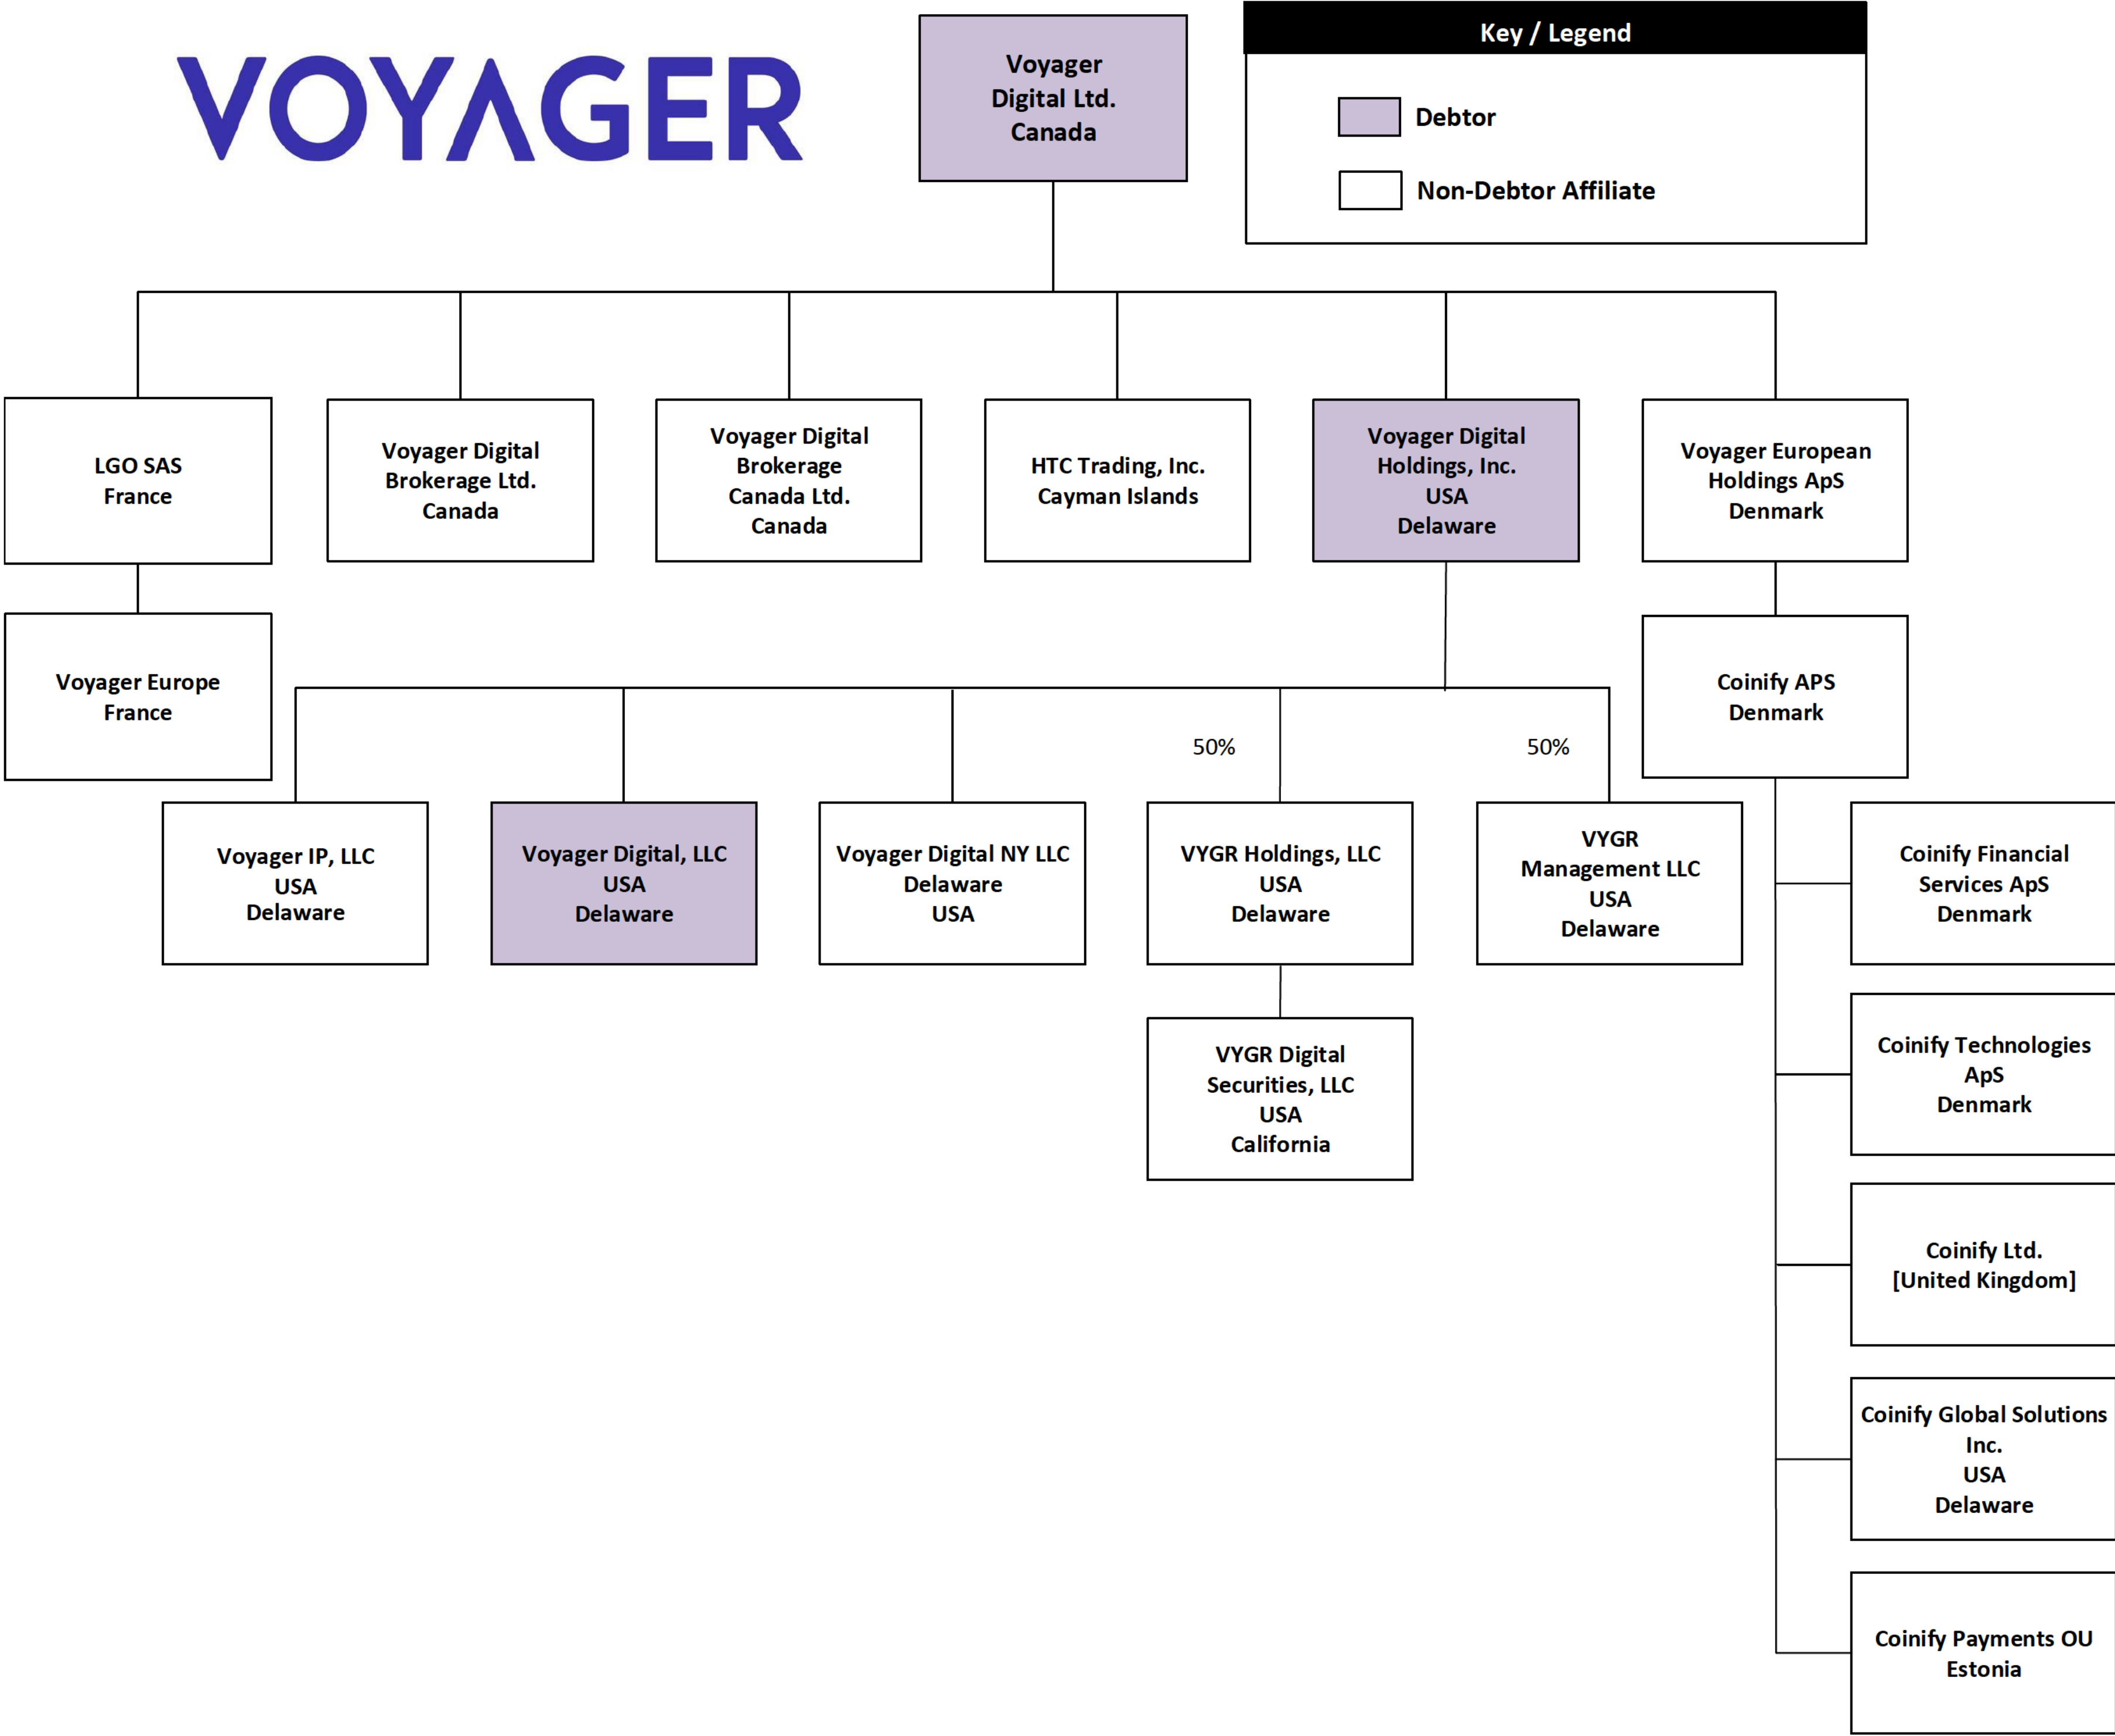 VOYAGER
Voyager
Digital Ltd.
Canada
Key / Legend
Debtor
Non-Debtor Affiliate
LGO SAS
France
Voyager Digital
Brokerage Ltd.
Canada
Voyager Digital
Brokerage
Canada Ltd.
Canada
HTC Trading, Inc.
Cayman Islands
Voyager Digital
Holdings, Inc.
USA
Delaware
Voyager European
Holdings ApS
Denmark
Voyager Europe
France
Coinify APS
Denmark
50%
50%
Voyager IP, LLC
USA
Delaware
Voyager Digital, LLC
USA
Delaware
Voyager Digital NY LLC
Delaware
USA
VYGR Holdings, LLC
USA
Delaware
VYGR
Management LLC
USA
Delaware
Coinify Financial
Services ApS
Denmark
VYGR Digital
Securities, LLC
USA
California
Coinify Technologies
ApS
Denmark
Coinify Ltd.
[United Kingdom]
Coinify Global Solutions
Inc.
USA
Delaware
Coinify Payments OU
Estonia